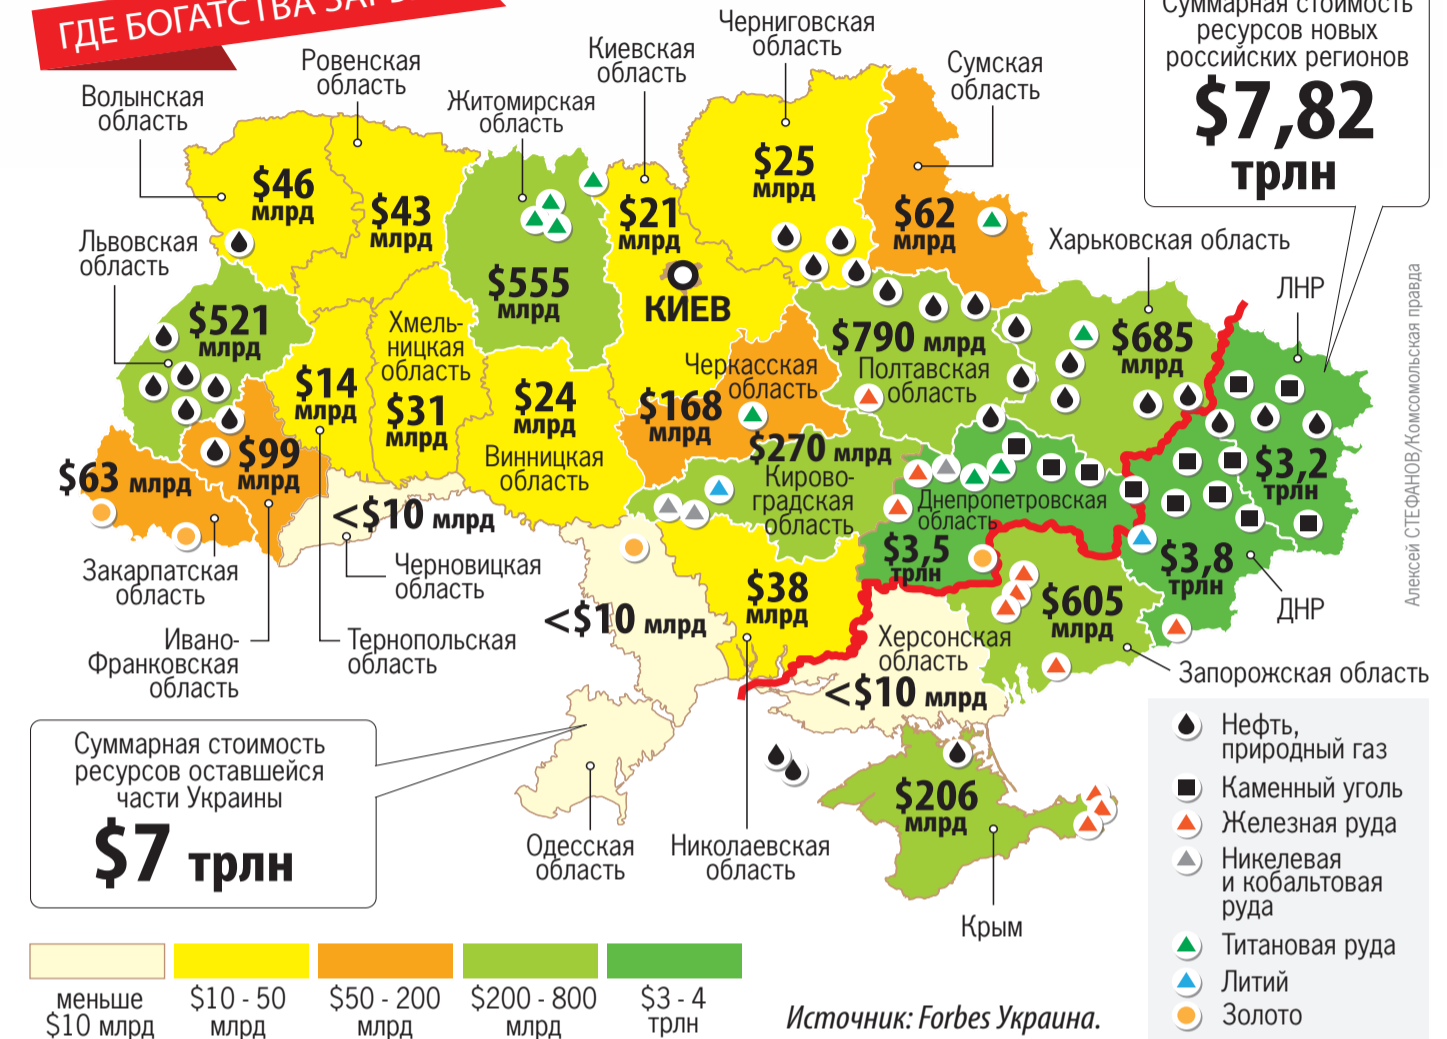 ГДЕ БОГАТСТВА
Суммарная стоимость
ресурсов новых
российских регионов
$7,82
трлн
Черниговская
область
Киевская
область
Ровенская
область
Сумская
область
Волынская
область
Житомирская
область
$25
млрд
$46
млрд
$43
млрд
$21
млрд
$62
млрд
Львовская
область
Харьковская область
ЛНР
$555
млрд
КИЕВ
$521
млрд
Хмель-
ницкая
область
$790 млрд
Полтавская
область
$685
млрд
Черкасская
область
$14
млрд
$31
млрд
$24
млрд
Винницкая
область
$168
млрд
$270 млрд
Кирово-
градская
область
$63 млрд
$99
млрд
$3,2
трлн
<$10 млрд
Днепропетровская
область
$3,5
трлн
$3,8
трлн
Закарпатская
область
Черновицкая
область
$38
млрд
$605
млрд
ДНР
<$10 млрд
Ивано-
Франковская
область
Тернопольская
область
Херсонская
область
<$10 млрд
Запорожская область
Суммарная стоимость
ресурсов оставшейся
части Украины
$7 трлн
$206
млрд
Одесская
область
Николаевская
область
Крым
Нефть,
природный газ
Каменный уголь
Железная руда
Никелевая
и кобальтовая
руда
Титановая руда
Литий
Золото
меньше
$10 млрд
$10 - 50
млрд
$50 - 200
млрд
$200 - 800
млрд
$3 - 4
трлн
Источник: Forbes Украина.
Алексей СТЕФАНОВ/Комсомольская правда